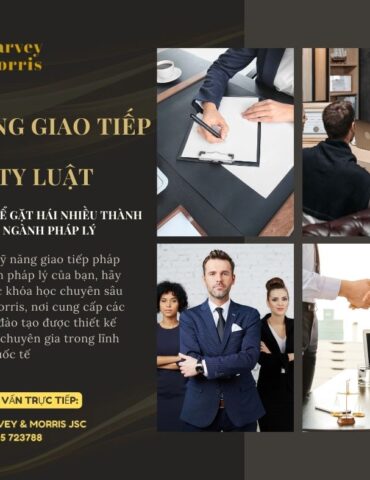 arvey
orris
NG GIAO TIẾP
TY LUẬT
Ể GẶT HÁI NHIỀU THÀNH
NGÀNH PHÁP LÝ
ỹ năng giao tiếp pháp
n pháp lý của bạn, hãy
c khóa học chuyên sâu
orris, nơi cung cấp các
đào tạo được thiết kế
chuyên gia trong lĩnh
uốc tế
VẤN TRỰC TIẾP:
VEY & MORRIS JSC
5 723788